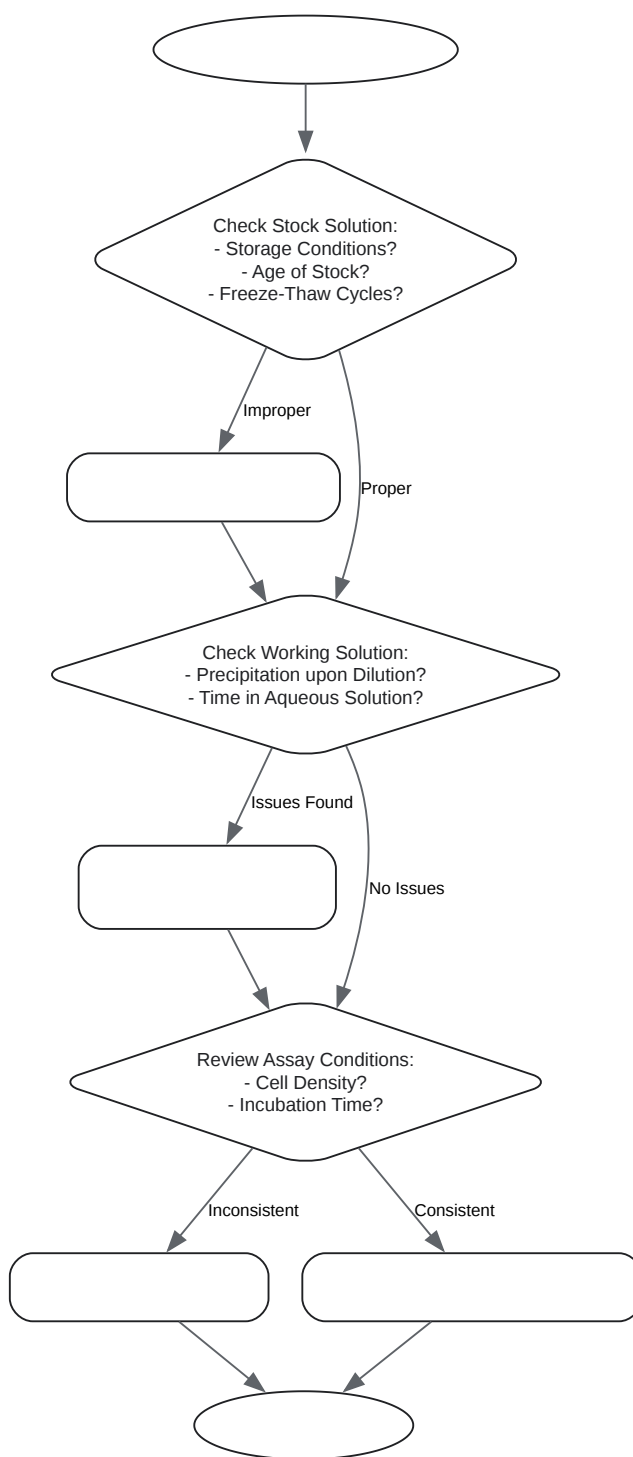 Check Stock Solution:
- Storage Conditions?
- Age of Stock?
- Freeze-Thaw Cycles?
Improper
Proper
Check Working Solution:
- Precipitation upon Dilution?
- Time in Aqueous Solution?
Issues Found
No Issues
Review Assay Conditions:
- Cell Density?
- Incubation Time?
Inconsistent
Consistent